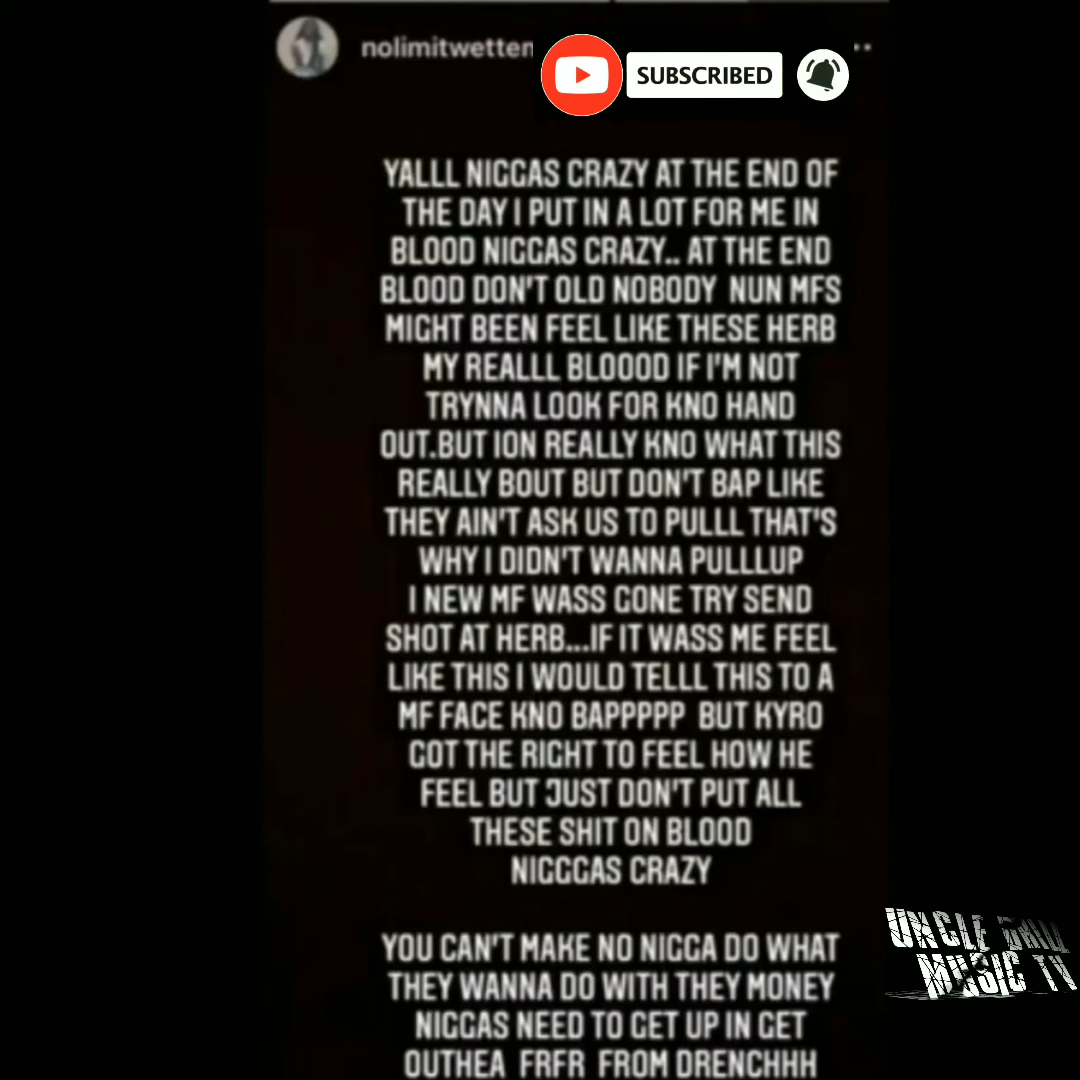 nolimitwetten
SUBSCRIBED
YALLL NIGGAS CRAZY AT THE END OF
THE DAY I PUT IN A LOT FOR ME IN
BLOOD NIGGAS CRAZY.. AT THE END
BLOOD DON'T OLD NOBODY NUN MFS
MIGHT BEEN FEEL LIKE THESE HERB
MY REALLL BLOOOD IF I'M NOT
TRYNNA LOOK FOR KNO HAND
OUT.BUT ION REALLY KNO WHAT THIS
REALLY BOUT BUT DON'T BAP LIKE
THEY AIN'T ASK US TO PULLL THAT'S
WHY I DIDN'T WANNA PULLLUP
I NEW MF WASS GONE TRY SEND
SHOT AT HERB...IF IT WASS ME FEEL
LIKE THIS I WOULD TELLL THIS TO A
MF FACE KNO BAPPPPP BUT KYRO
GOT THE RIGHT TO FEEL HOW HE
FEEL BUT JUST DON'T PUT ALL
THESE SHIT ON BLOOD
NIGGGAS CRAZY
YOU CAN'T MAKE NO NIGGA DO WHAT
THEY WANNA DO WITH THEY MONEY
NIGGAS NEED TO GET UP IN GET
OUTHEA FRFR FROM DRENCHHH
UNCLE
MUSIC TV